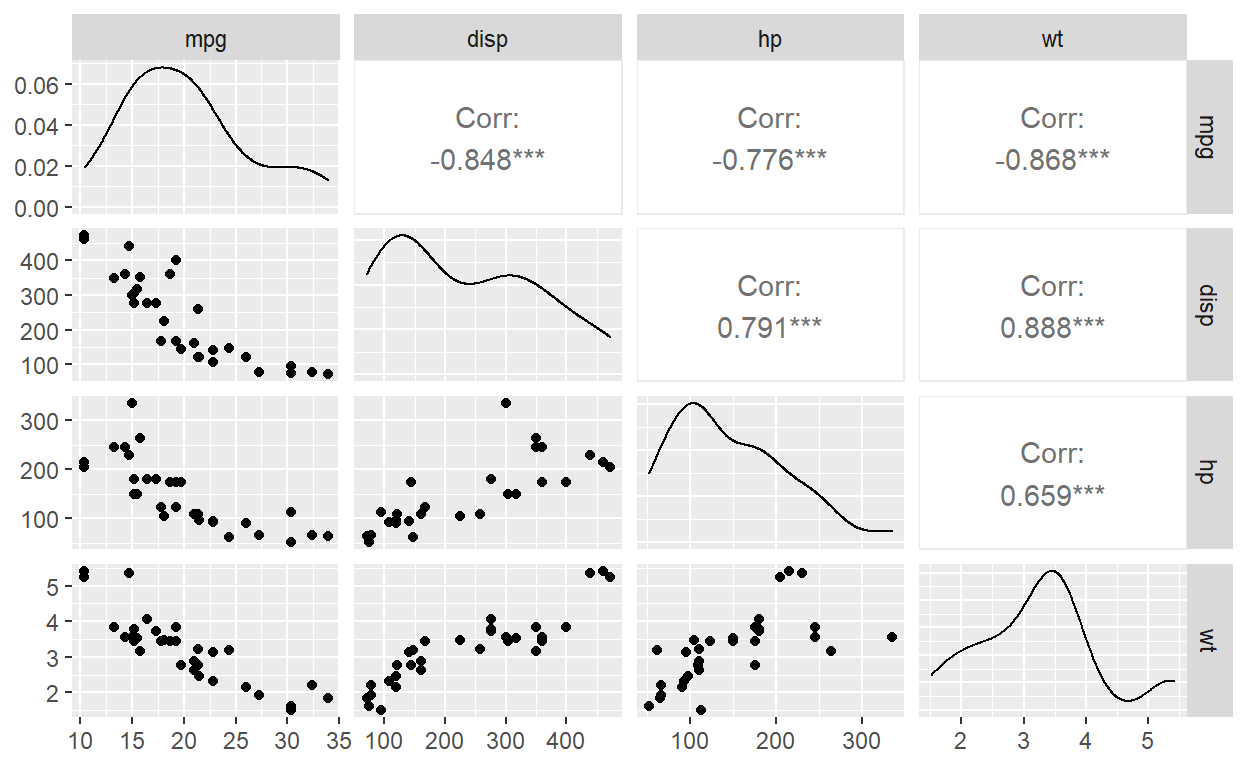 mpg disp hp wt
0.06
0.04
0.02
0.00
Corr:
-0.848***
Corr:
-0.776***
Corr:
-0.868***
mpg
400
300
200
100
Corr:
0.791***
Corr:
0.888***
disp
300
200
100
Corr:
0.659***
hp
5
4
3
2
wt
10 15 20 25 30 35 100 200 300 400 100 200 300 2 3 4 5